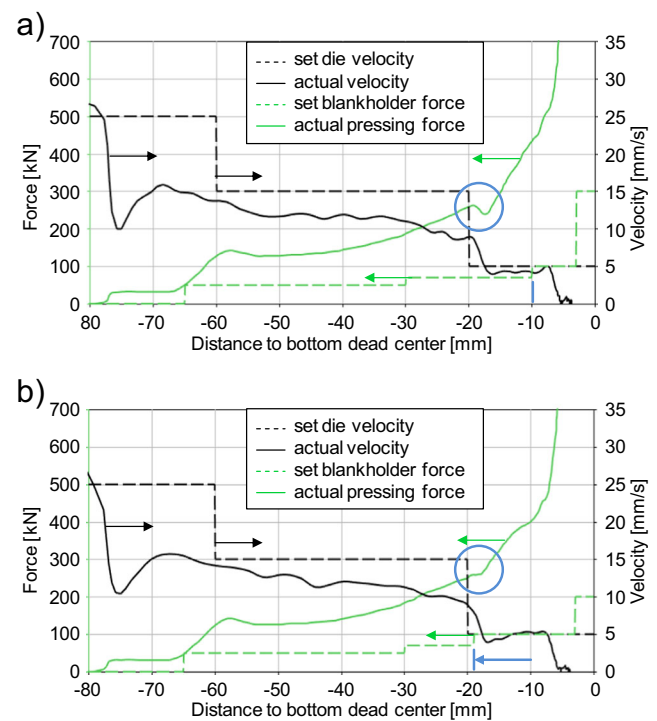 a)
700
600
500
400
300
200
100
0
Force [kN]
35
30
25
20
15
10
5
0
Velocity [mm/s]
set die velocity
actual velocity
set blankholder force
actual pressing force
80 -70 -60 -50 -40 -30 -20 -10 0
Distance to bottom dead center [mm]
b)
700
600
500
400
300
200
100
0
Force [kN]
35
30
25
20
15
10
5
0
Velocity [mm/s]
set die velocity
actual velocity
set blankholder force
actual pressing force
-80 -70 -60 -50 -40 -30 -20 -10 0
Distance to bottom dead center [mm]